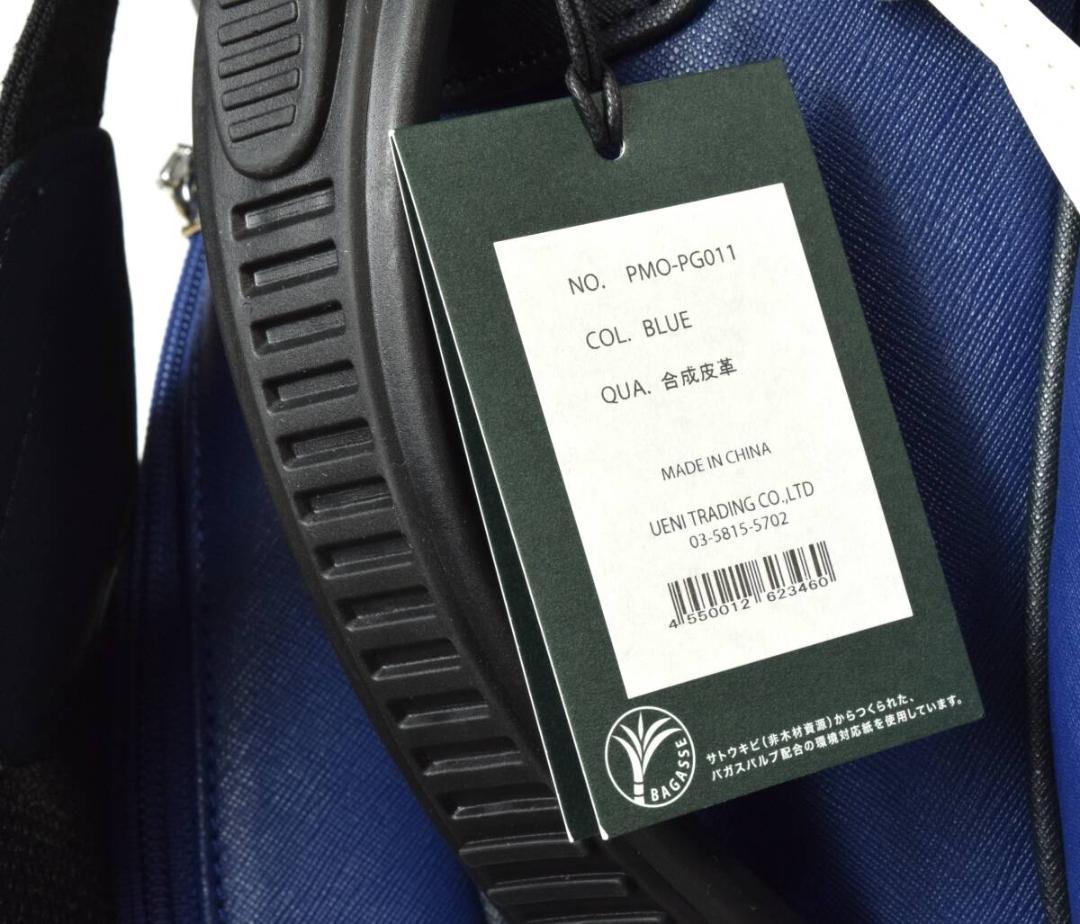 NO. PMO-PG011
COL. BLUE
QUA. 合成皮革
MADE IN CHINA
UENI TRADING CO.,LTD
03-5815-5702
4 550012 623460
BAGASSE
サトウキビ(非木材資源)からつくられた、
バガスパルプ配合の環境対応紙を使用しています。